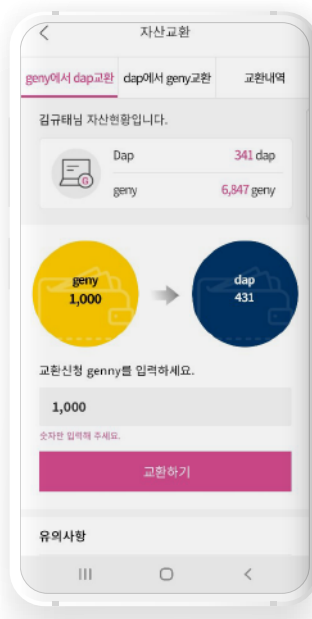 자산교환
geny에서 dap교환 dap에서 geny교환 교환내역
김규태님 자산현황입니다.
Dap 341 dap
G
geny 6,847 geny
geny
1,000
dap
431
교환신청 genny를 입력하세요.
1,000
숫자만 입력해 주세요.
교환하기
유의사항